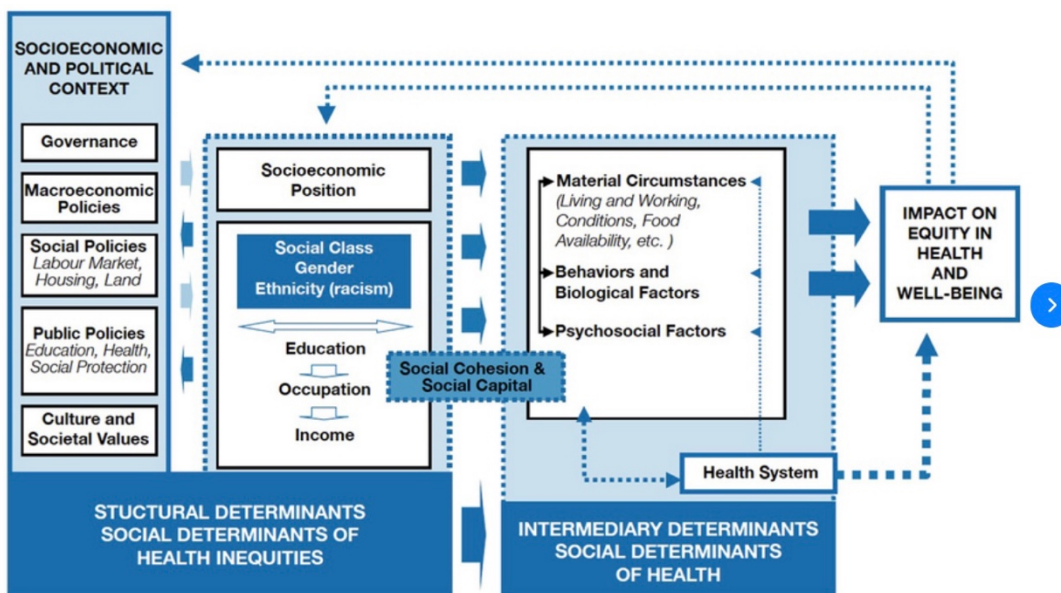 SOCIOECONOMIC
AND POLITICAL
CONTEXT
Governance
Macroeconomic
Policies
Social Policies
Labour Market,
Housing, Land
Public Policies
Education, Health,
Social Protection
Culture and
Societal Values
Socioeconomic
Position
Social Class
Gender
Ethnicity (racism)
Education
Occupation
Income
Social Cohesion &
Social Capital
Material Circumstances
(Living and Working,
Conditions, Food
Availability, etc. )
Behaviors and
Biological Factors
Psychosocial Factors
Health System
IMPACT ON
EQUITY IN
HEALTH
AND
WELL-BEING
STUCTURAL DETERMINANTS
SOCIAL DETERMINANTS OF
HEALTH INEQUITIES
INTERMEDIARY DETERMINANTS
SOCIAL DETERMINANTS
OF HEALTH